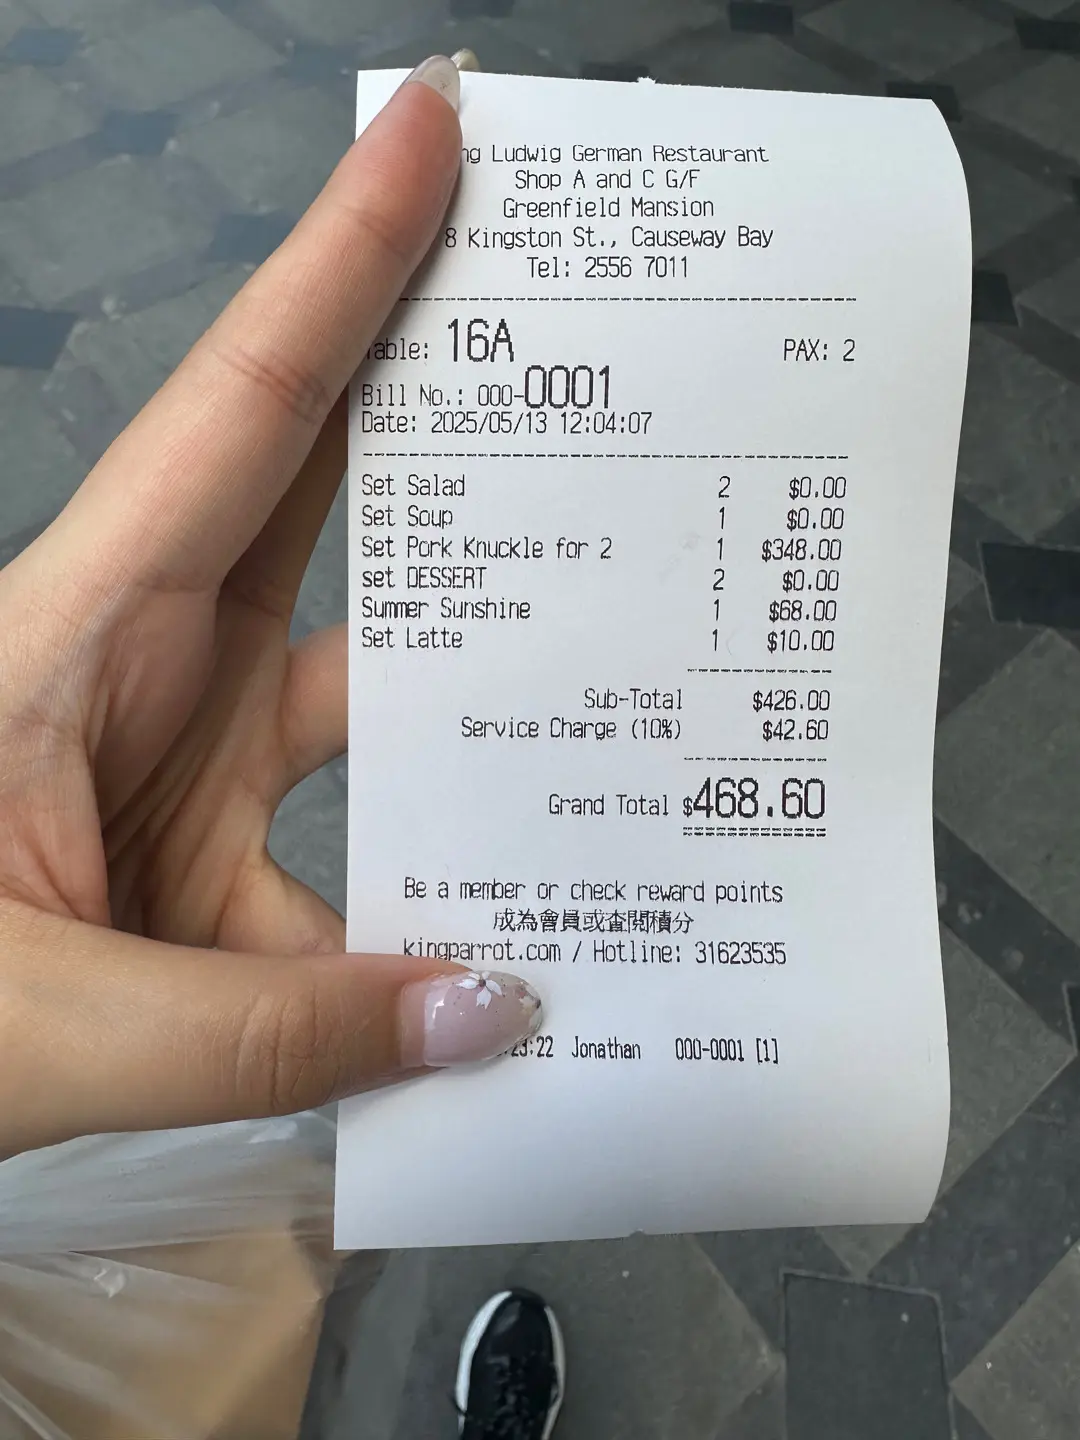 ng Ludwig German Restaurant
Shop A and C G/F
Greenfield Mansion
8 Kingston St., Causeway Bay
Tel: 2556 7011
able: 16A PAX: 2
Bill No.: 000-0001
Date: 2025/05/13 12:04:07
Set Salad 2 $0.00
Set Soup 1 $0.00
Set Pork Knuckle for 2 1 $348.00
set DESSERT 2 $0.00
Summer Sunshine 1 $68.00
Set Latte 1 $10.00
Sub-Total $426.00
Service Charge (10%) $42.60
Grand Total $468.60
Be a member or check reward points
成為會員或查閱積分
kingparrot.com / Hotline: 31623535
:23:22 Jonathan 000-0001 [1]